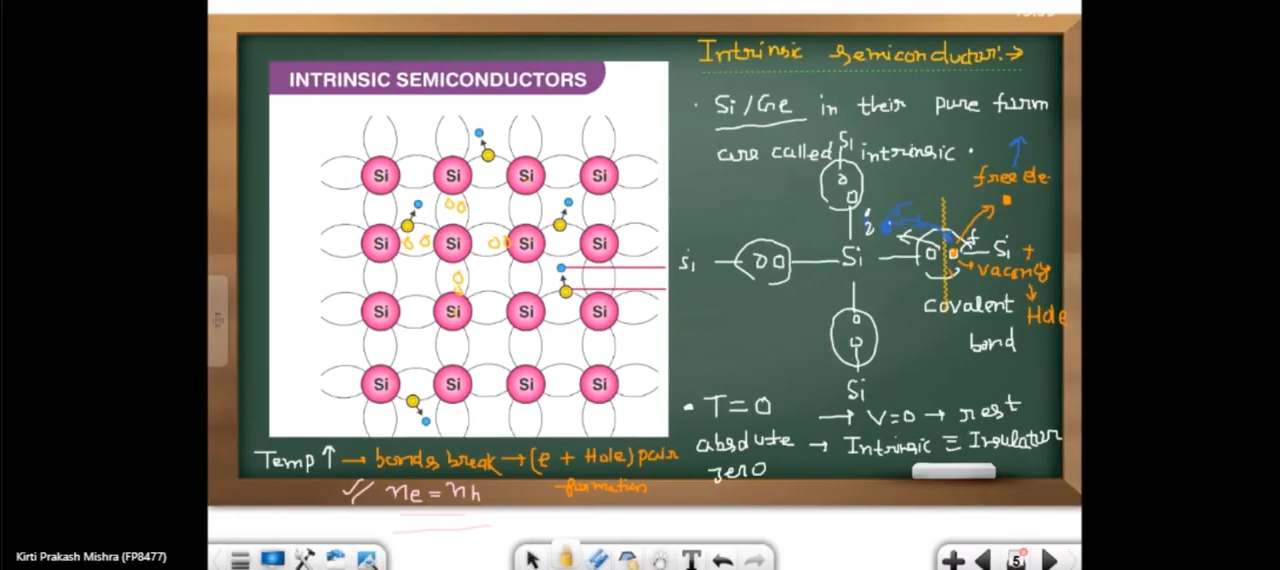 INTRINSIC SEMICONDUCTORS
Si Si Si Si
Si Si Si Si
Si Si Si Si
Si Si Si Si
Temp ↑ → bonds break → (e + Hole) pair
formation
ne = nh
Intrinsic semiconductor: →
• Si/Ge in their pure form
are called intrinsic •
Si
free de
Si Si Si +
vacancy
↓
Hole
covalent
bond
Si
• T = 0 → V = 0 → rest
absolute → Intrinsic ≡ Insulator
zero
Kirti Prakash Mishra (FP8477)
T
5